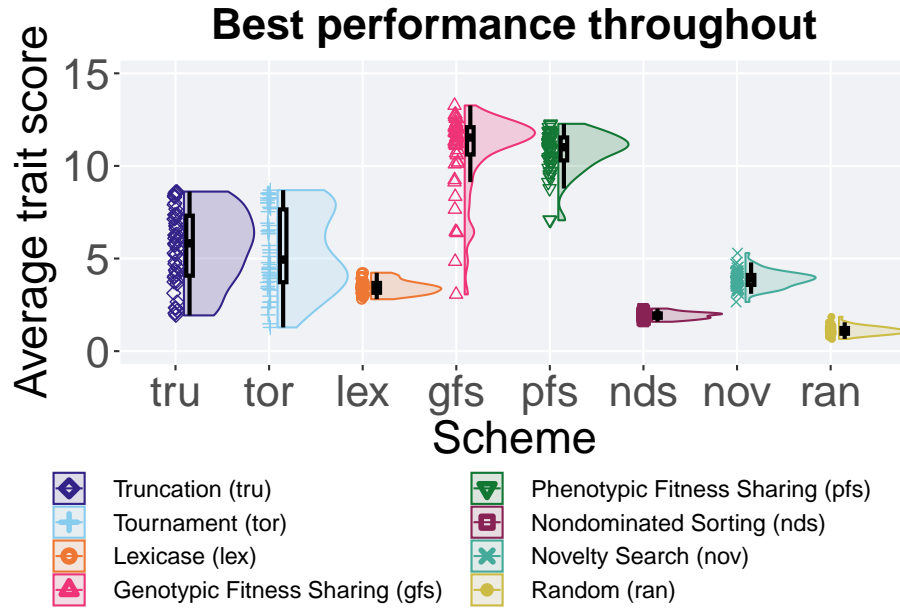 Best performance throughout
Average trait score
15
10
5
0
tru tor lex gfs pfs nds nov ran
Scheme
Truncation (tru)
Tournament (tor)
Lexicase (lex)
Genotypic Fitness Sharing (gfs)
Phenotypic Fitness Sharing (pfs)
Nondominated Sorting (nds)
Novelty Search (nov)
Random (ran)